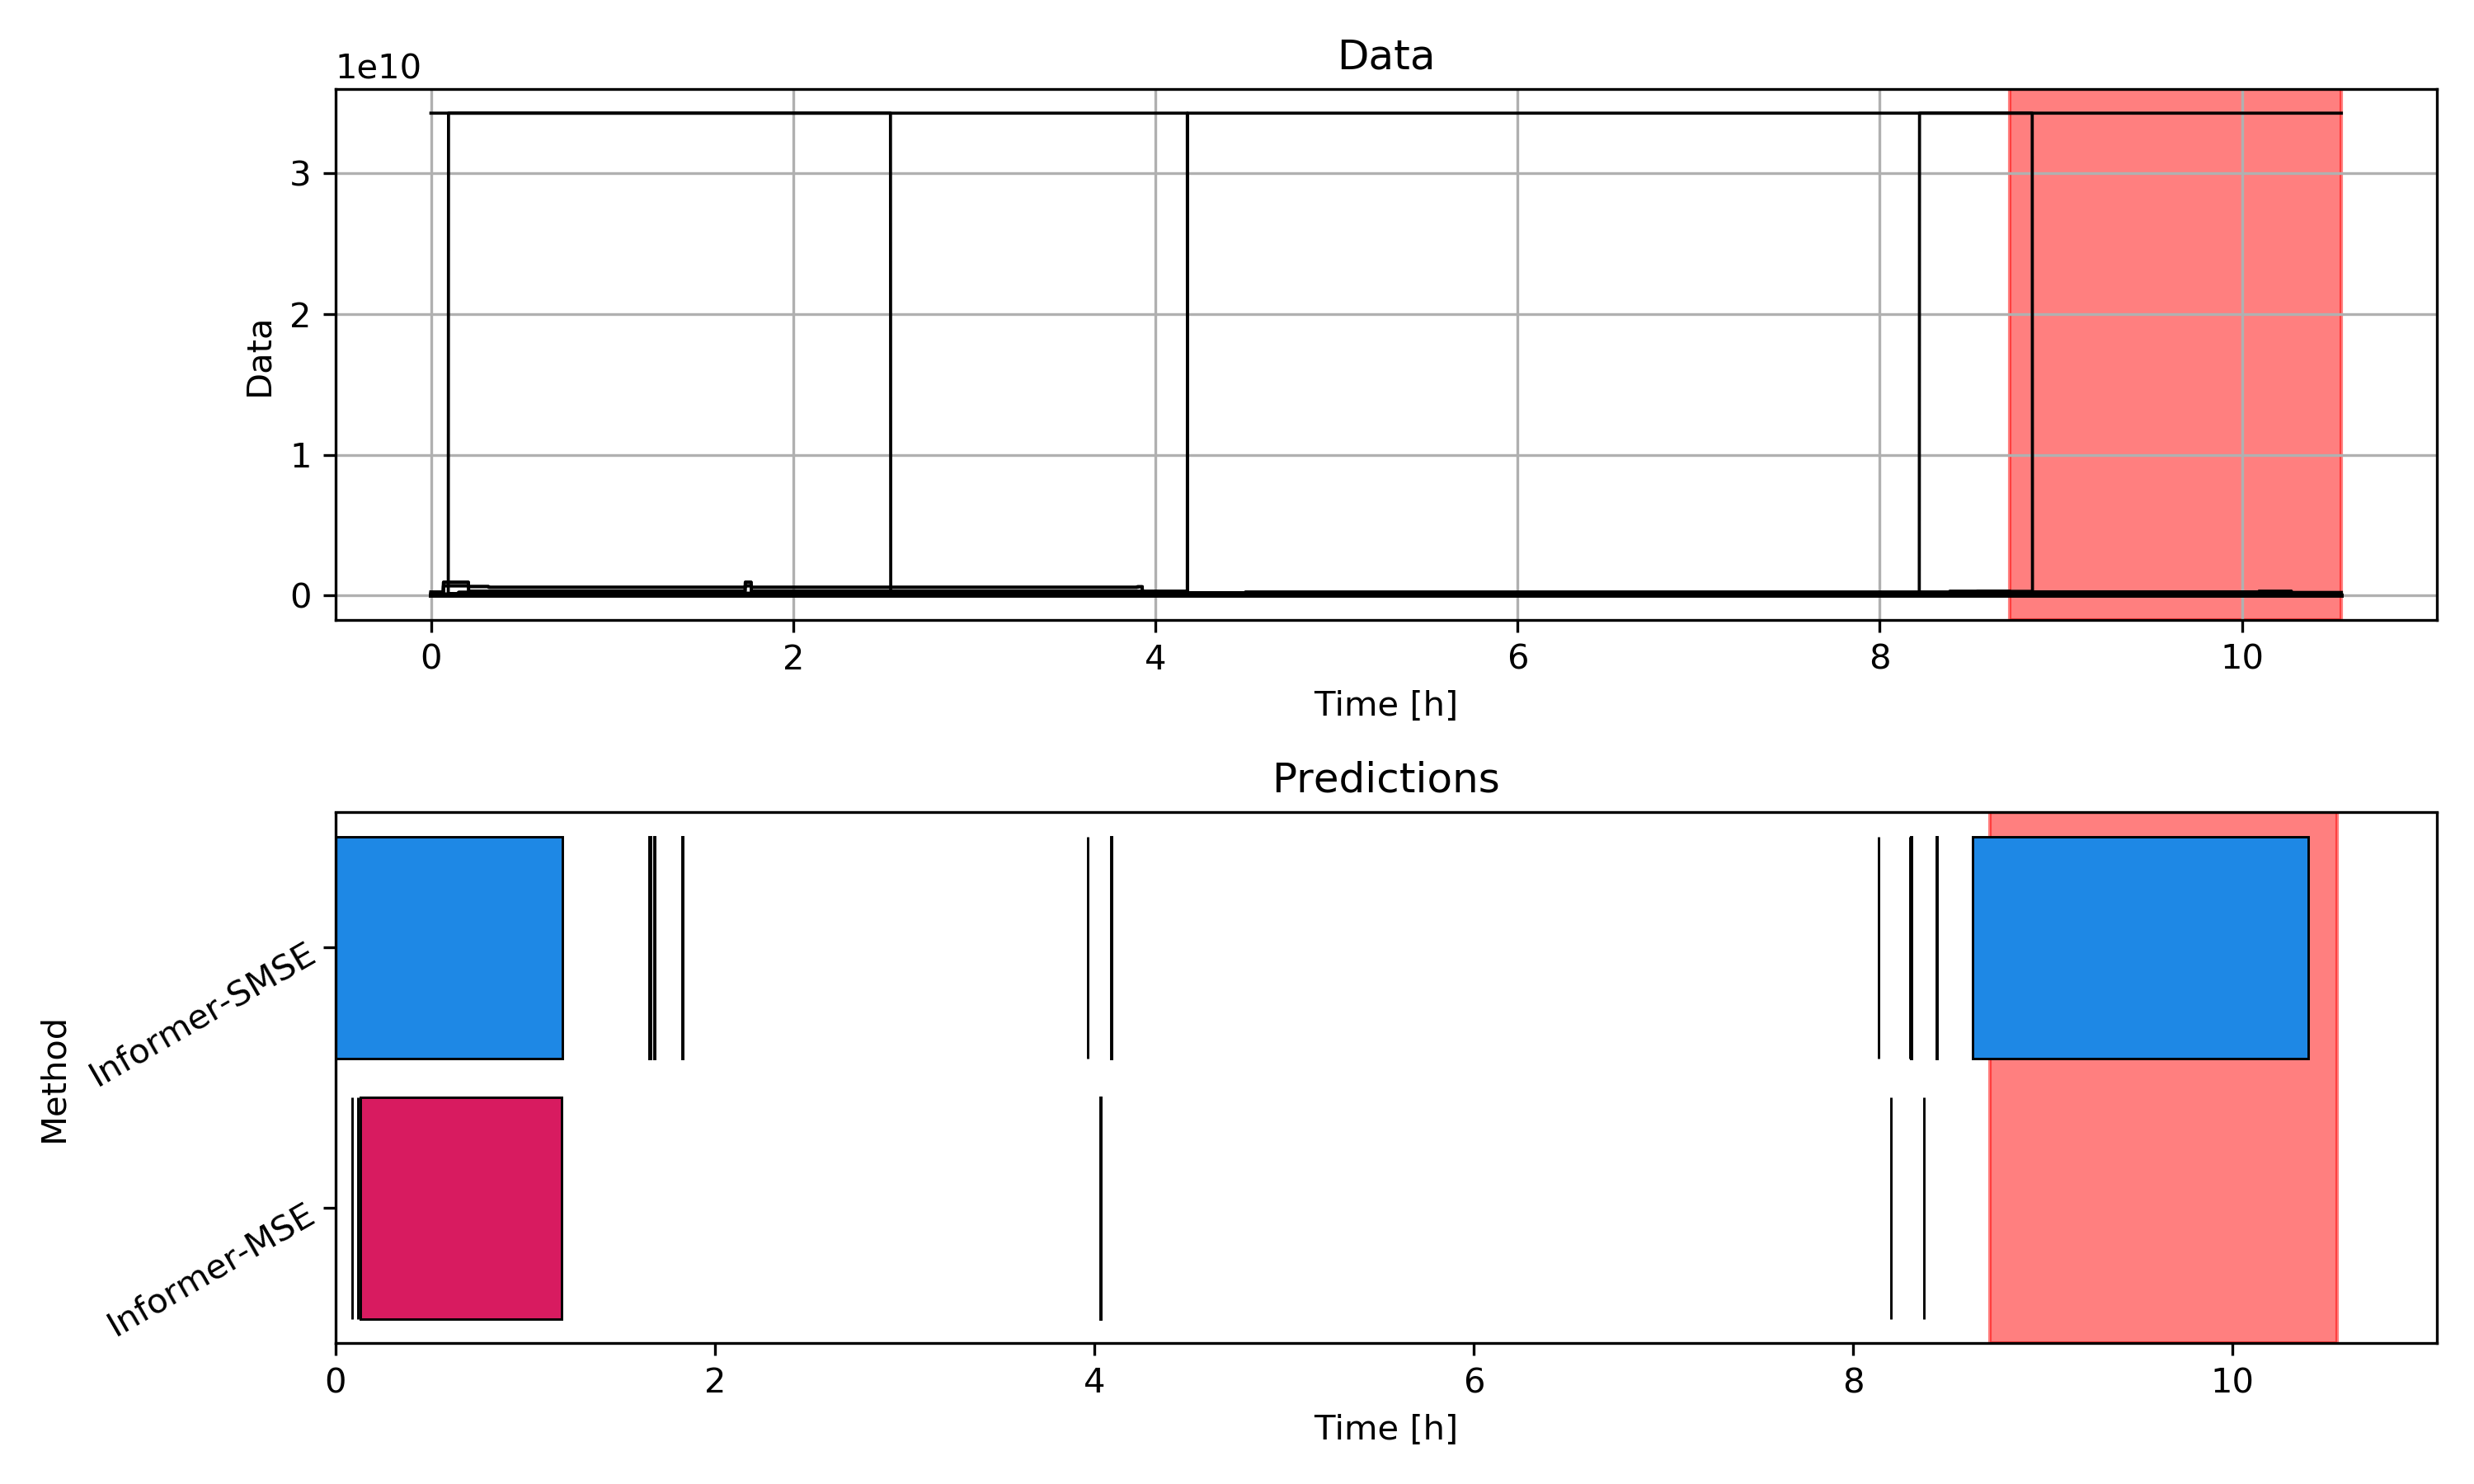 Data
1e10
3
2
1
0
Data
0 2 4 6 8 10
Time [h]
Predictions
Informer-SMSE
Informer-MSE
Method
0 2 4 6 8 10
Time [h]